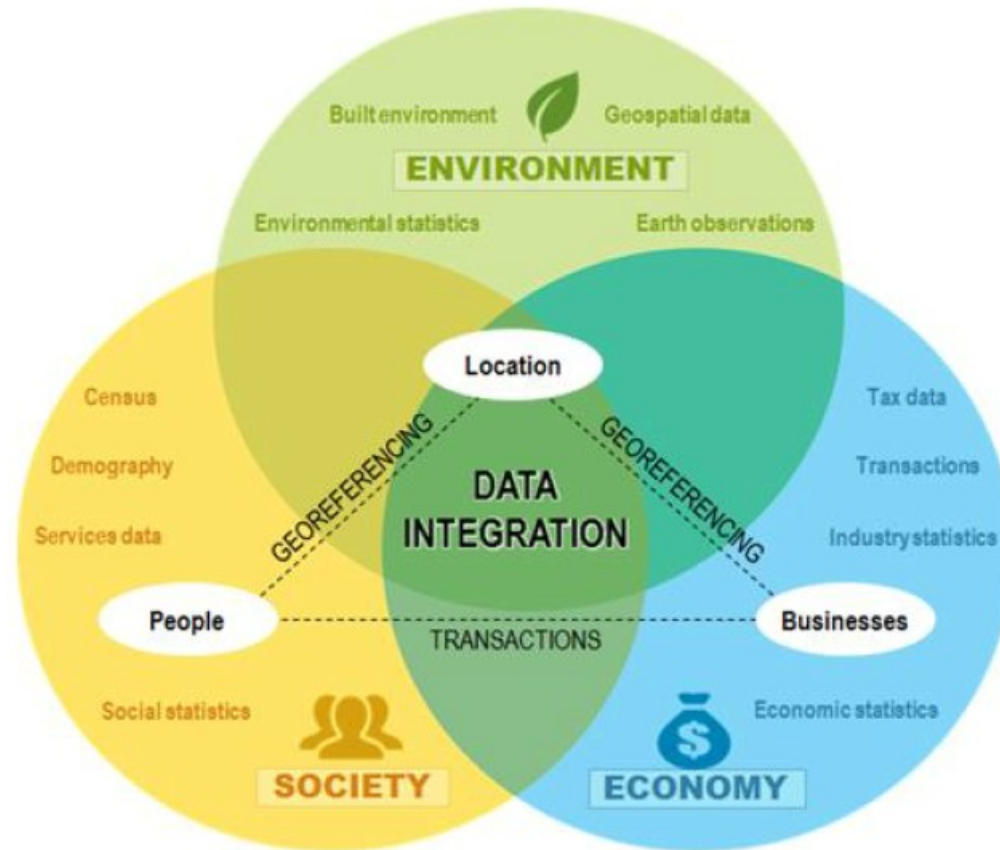 Built environment
Geospatial data
ENVIRONMENT
Environmental statistics
Earth observations
Location
Census
Tax data
GEOREFERENCING
GEOREFERENCING
Demography
Transactions
DATA
INTEGRATION
Services data
Industry statistics
People
Businesses
TRANSACTIONS
Social statistics
Economic statistics
$
SOCIETY
ECONOMY